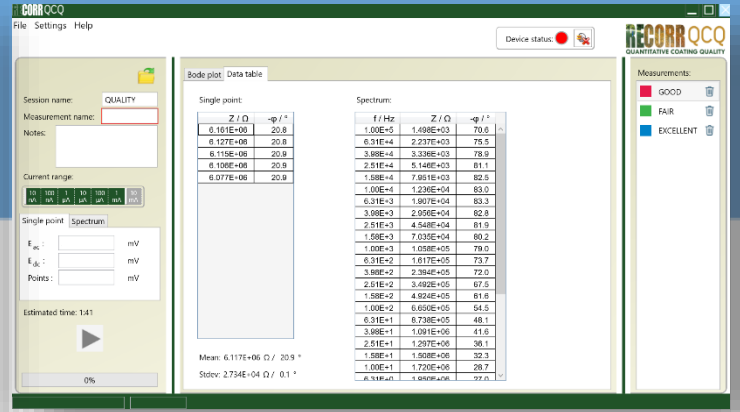 RECORR QCQ
File Settings Help
Device status:
RECORR QCQ
QUANTITATIVE COATING QUALITY
Session name: QUALITY
Measurement name:
Notes:
Current range:
10 nA 100 nA 1 µA 10 µA 100 µA 1 mA 10 mA
Single point Spectrum
Eac : mV
Edc : mV
Points : mV
Estimated time: 1:41
0%
Bode plot Data table
Single point:
Z / Ω -φ / °
6.161E+06 20.8
6.127E+06 20.8
6.115E+06 20.9
6.106E+06 20.9
6.077E+06 20.9
Mean: 6.117E+06 Ω / 20.9 °
Stdev: 2.734E+04 Ω / 0.1 °
Spectrum:
f / Hz Z / Ω -φ / °
1.00E+5 1.498E+03 70.6
6.31E+4 2.237E+03 75.5
3.98E+4 3.336E+03 78.9
2.51E+4 5.146E+03 81.1
1.58E+4 7.951E+03 82.5
1.00E+4 1.236E+04 83.0
6.31E+3 1.907E+04 83.3
3.98E+3 2.956E+04 82.8
2.51E+3 4.548E+04 81.9
1.58E+3 7.035E+04 80.2
1.00E+3 1.058E+05 79.0
6.31E+2 1.617E+05 73.7
3.98E+2 2.394E+05 72.0
2.51E+2 3.492E+05 67.5
1.58E+2 4.924E+05 61.6
1.00E+2 6.650E+05 54.5
6.31E+1 8.738E+05 48.1
3.98E+1 1.091E+06 41.6
2.51E+1 1.297E+06 36.1
1.58E+1 1.508E+06 32.3
1.00E+1 1.720E+06 28.7
6.31E+0 1.950E+06 27.0
Measurements:
GOOD
FAIR
EXCELLENT